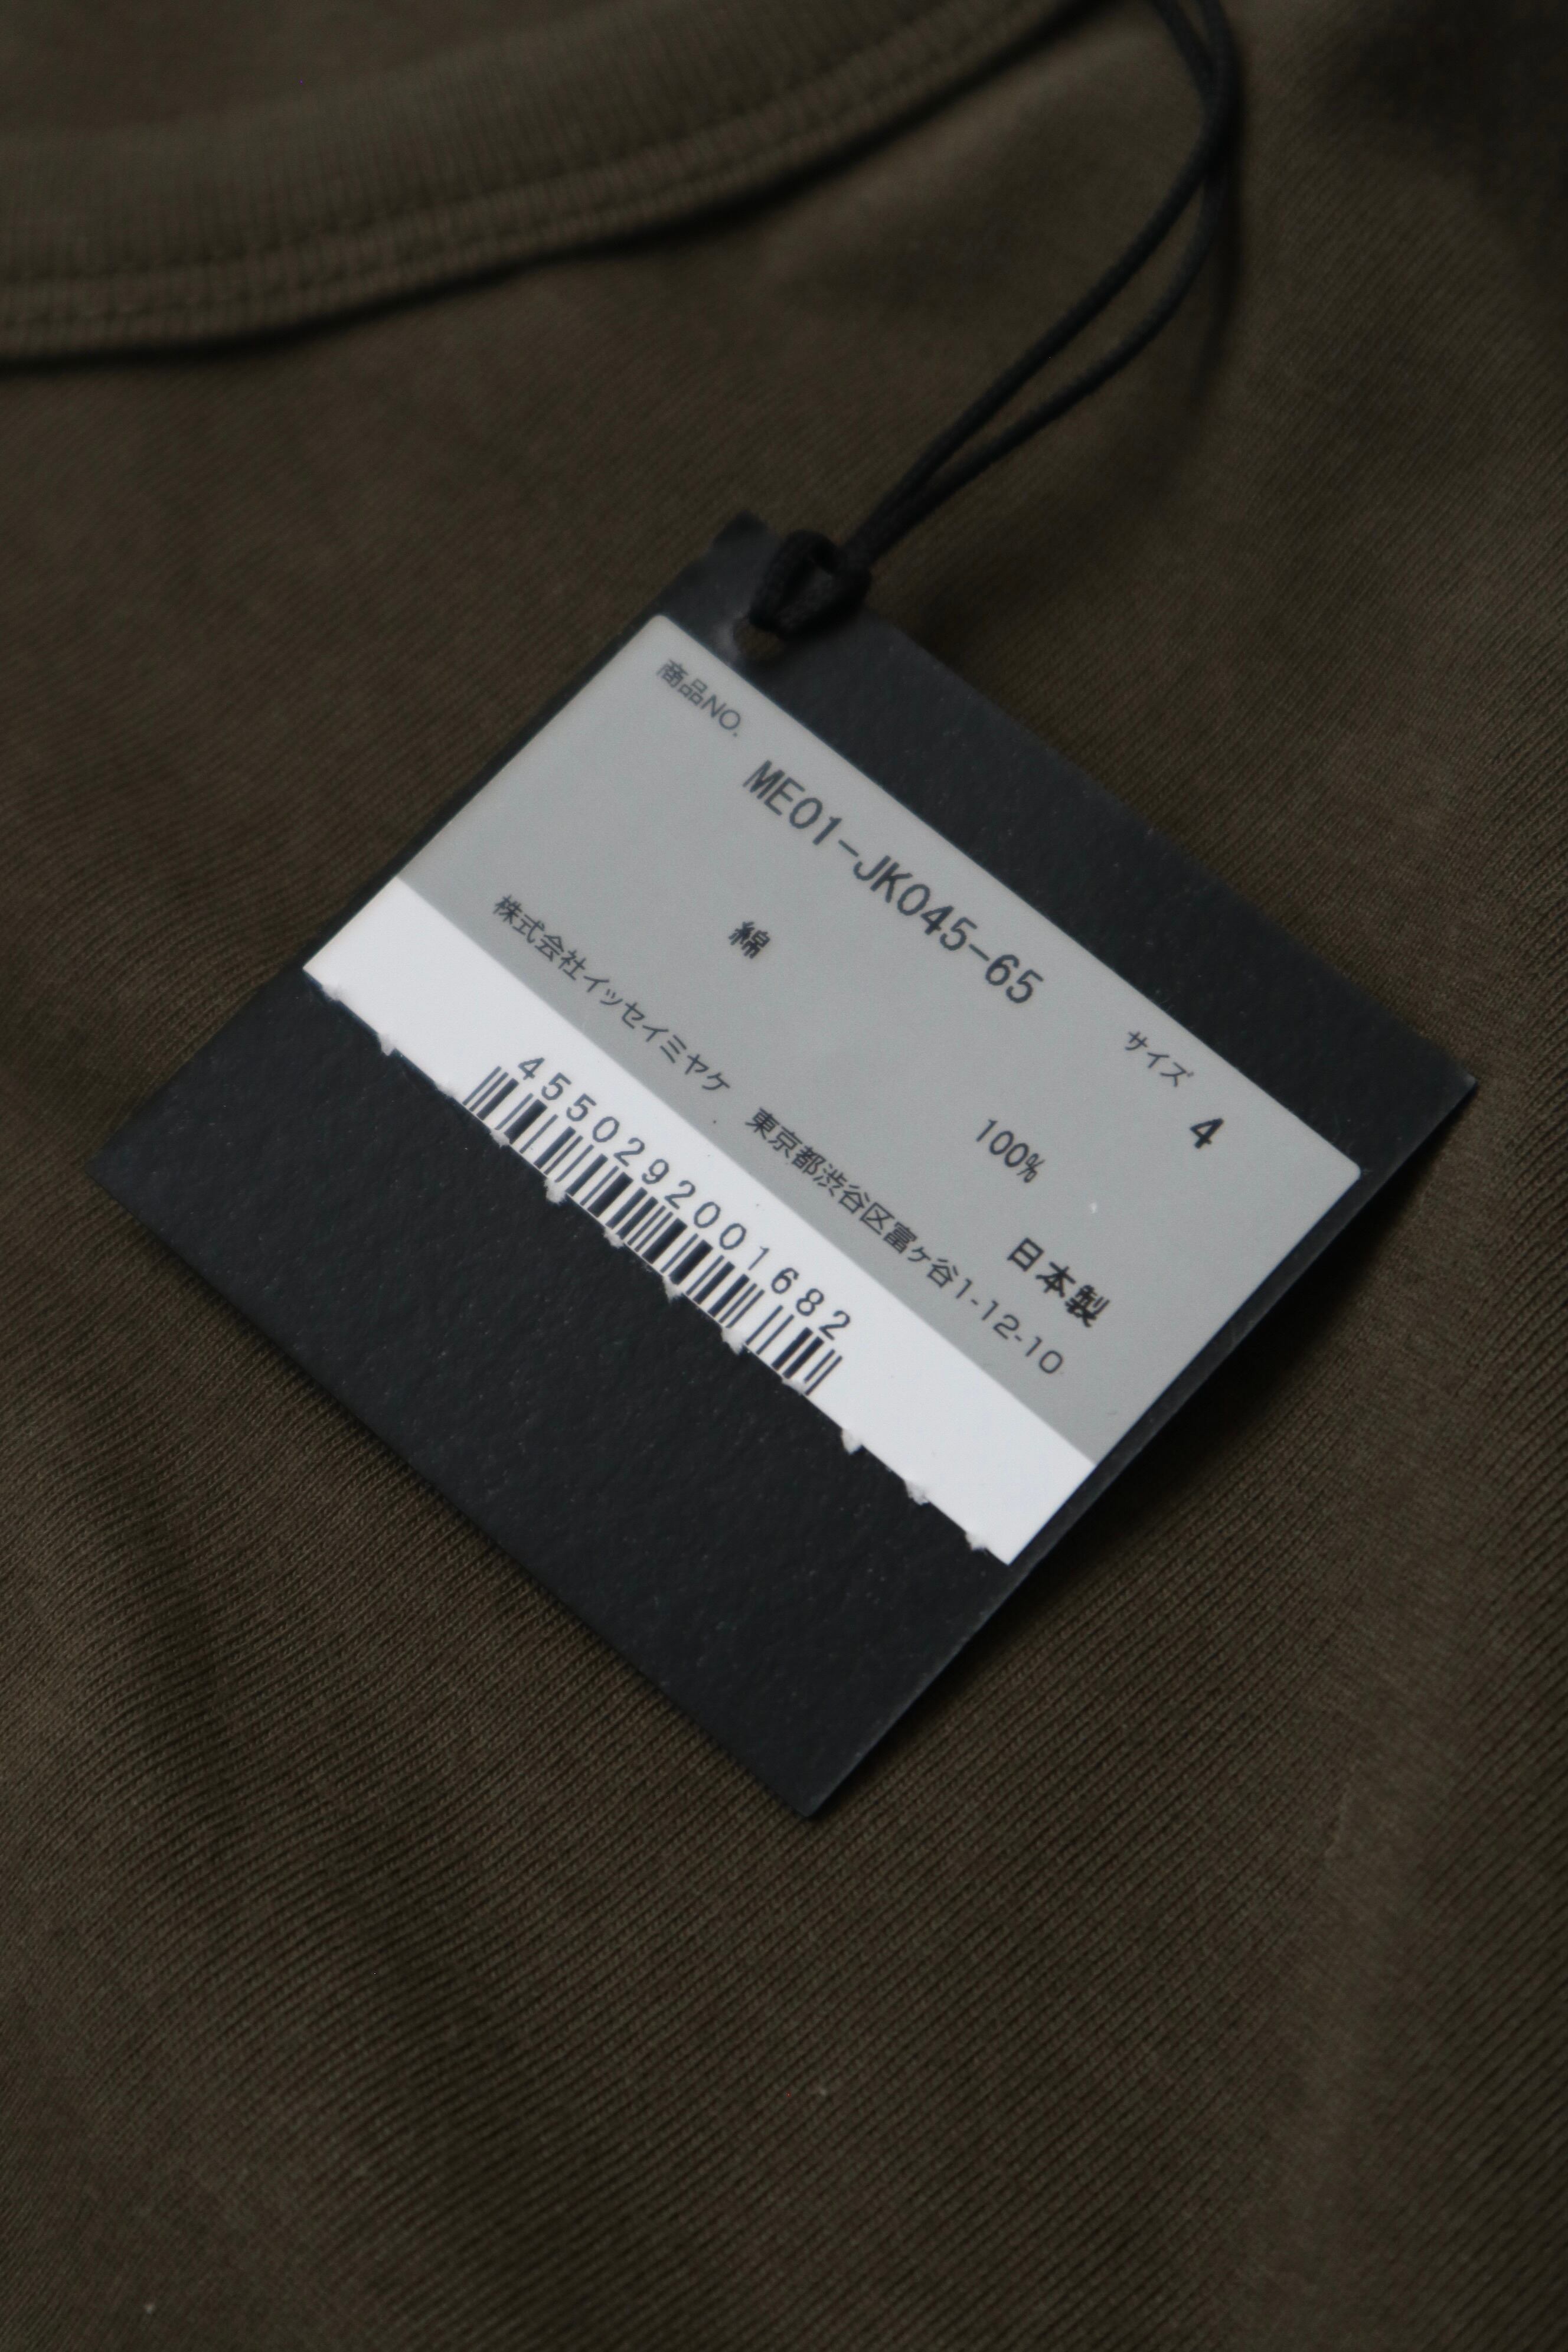 商品NO.
ME01-JK045-65
サイズ 4
綿 100%
日本製
株式会社イッセイミヤケ 東京都渋谷区富ヶ谷1-12-10
4550292001682